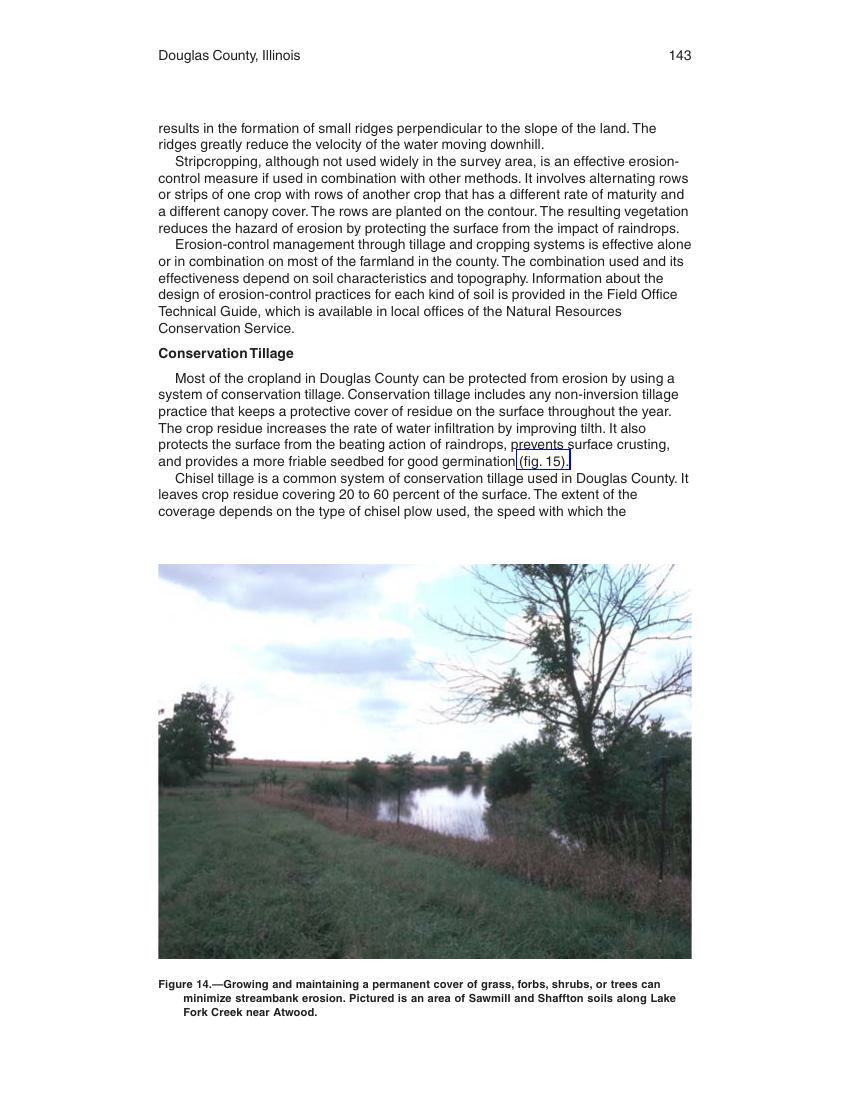 Douglas County, Illinois 143
results in the formation of small ridges perpendicular to the slope of the land. The
ridges greatly reduce the velocity of the water moving downhill.
Stripcropping, although not used widely in the survey area, is an effective erosion-
control measure if used in combination with other methods. It involves alternating rows
or strips of one crop with rows of another crop that has a different rate of maturity and
a different canopy cover. The rows are planted on the contour. The resulting vegetation
reduces the hazard of erosion by protecting the surface from the impact of raindrops.
Erosion-control management through tillage and cropping systems is effective alone
or in combination on most of the farmland in the county. The combination used and its
effectiveness depend on soil characteristics and topography. Information about the
design of erosion-control practices for each kind of soil is provided in the Field Office
Technical Guide, which is available in local offices of the Natural Resources
Conservation Service.
Conservation Tillage
Most of the cropland in Douglas County can be protected from erosion by using a
system of conservation tillage. Conservation tillage includes any non-inversion tillage
practice that keeps a protective cover of residue on the surface throughout the year.
The crop residue increases the rate of water infiltration by improving tilth. It also
protects the surface from the beating action of raindrops, prevents surface crusting,
and provides a more friable seedbed for good germination (fig. 15).
Chisel tillage is a common system of conservation tillage used in Douglas County. It
leaves crop residue covering 20 to 60 percent of the surface. The extent of the
coverage depends on the type of chisel plow used, the speed with which the
Figure 14.—Growing and maintaining a permanent cover of grass, forbs, shrubs, or trees can
minimize streambank erosion. Pictured is an area of Sawmill and Shaffton soils along Lake
Fork Creek near Atwood.